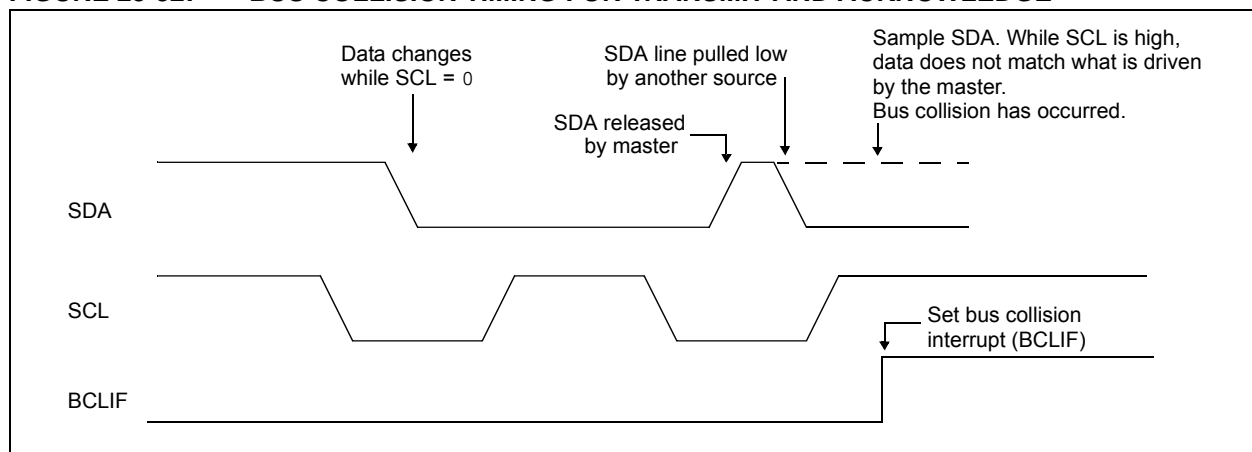 Data changes
while SCL = 0
SDA line pulled low
by another source
SDA released
by master
Sample SDA. While SCL is high,
data does not match what is driven
by the master.
Bus collision has occurred.
SDA
SCL
Set bus collision
interrupt (BCLIF)
BCLIF